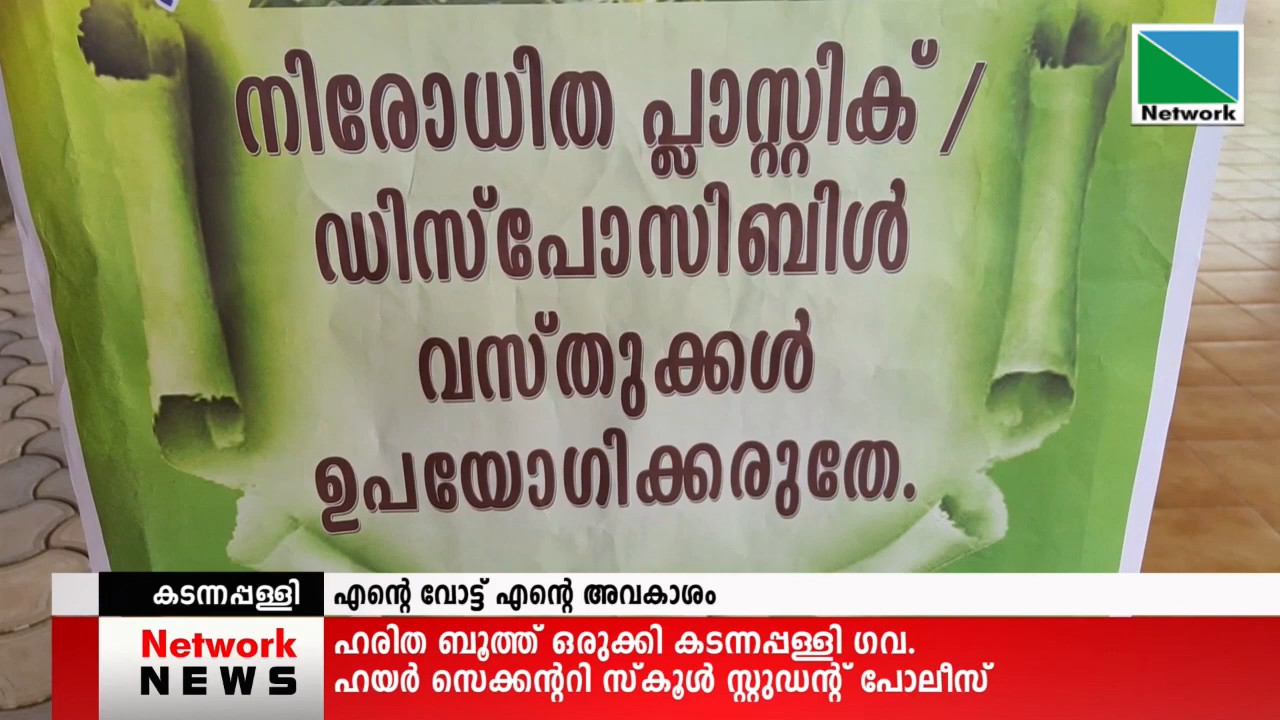 Network
നിരോധിത പ്ലാസ്റ്റിക് /
ഡിസ്പോസിബിൾ
വസ്തുക്കൾ
ഉപയോഗിക്കരുതേ.
കടന്നപ്പള്ളി
എന്റെ വോട്ട് എന്റെ അവകാശം
Network
NEWS
ഹരിത ബൂത്ത് ഒരുക്കി കടന്നപ്പള്ളി ഗവ.
ഹയർ സെക്കന്ററി സ്കൂൾ സ്റ്റുഡന്റ് പോലീസ്